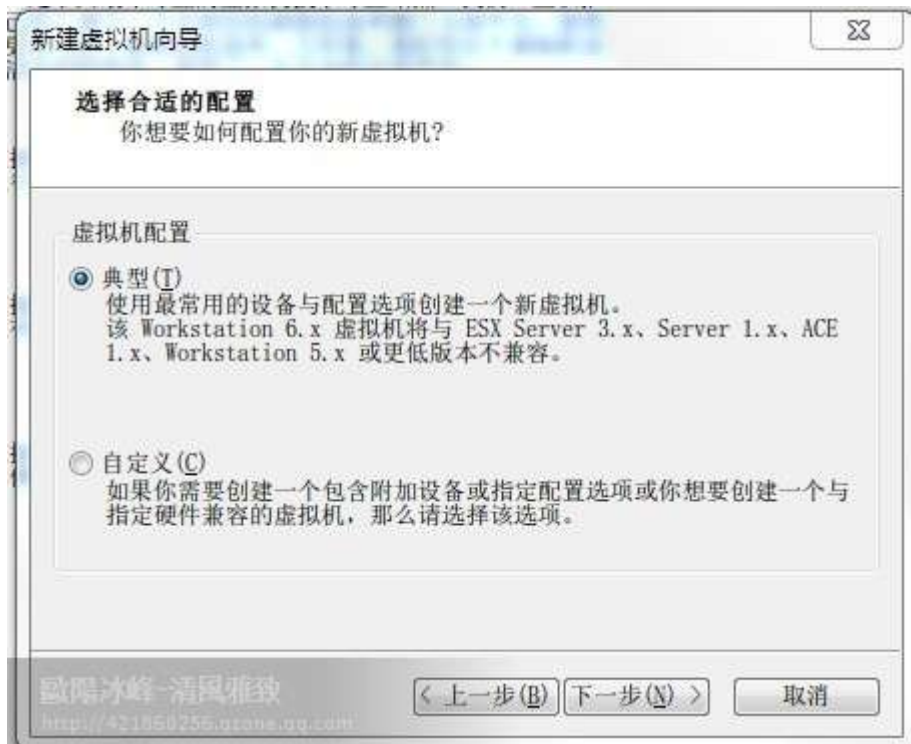 新建虚拟机向导
选择合适的配置
你想要如何配置你的新虚拟机?
虚拟机配置
典型(T)
使用最常用的设备与配置选项创建一个新虚拟机。
该 Workstation 6.x 虚拟机将与 ESX Server 3.x、Server 1.x、ACE
1.x、Workstation 5.x 或更低版本不兼容。
自定义(C)
如果你需要创建一个包含附加设备或指定配置选项或你想要创建一个与
指定硬件兼容的虚拟机，那么请选择该选项。
歐陽冰峰-清風雅致
http://421860256.qzone.qq.com
< 上一步(B) 下一步(N) > 取消